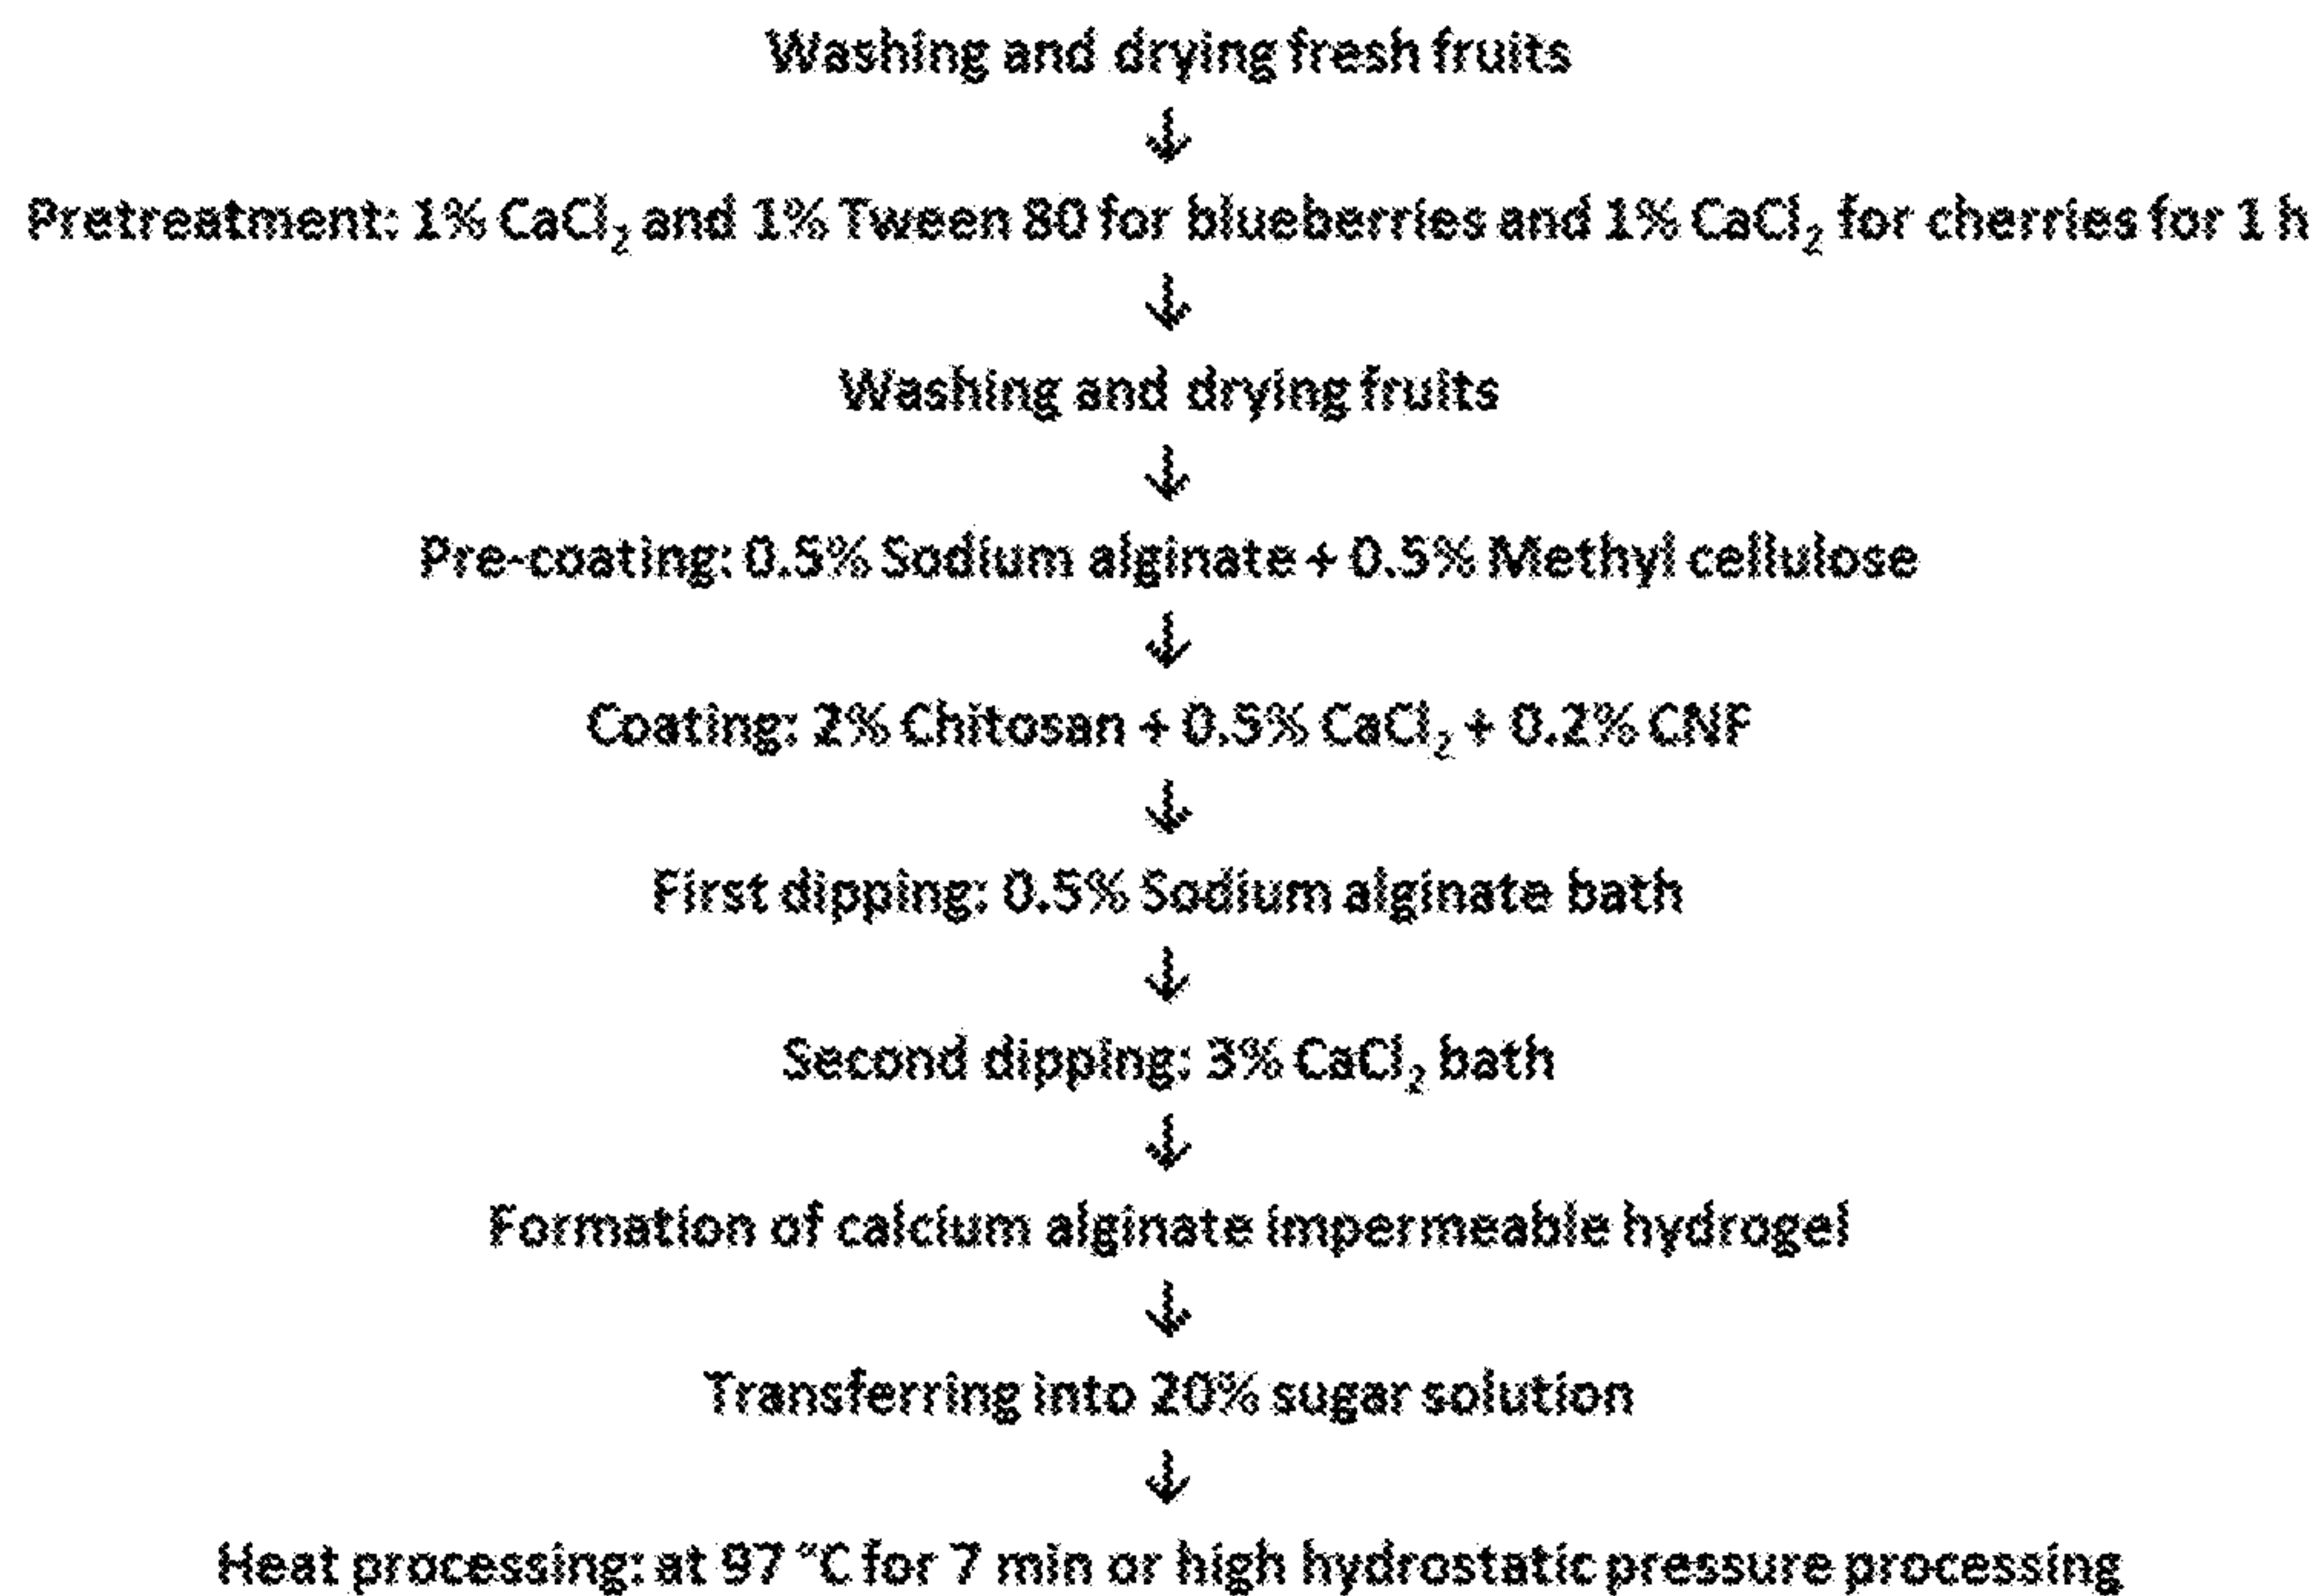 Washing and drying fresh fruits
↓
Pretreatment: 1% CaCl₂ and 1% Tween 80 for blueberries and 1% CaCl₂ for cherries for 1 h
↓
Washing and drying fruits
↓
Pre-coating: 0.5% Sodium alginate + 0.5% Methyl cellulose
↓
Coating: 2% Chitosan + 0.5% CaCl₂ + 0.2% CNF
↓
First dipping: 0.5% Sodium alginate bath
↓
Second dipping: 3% CaCl₂ bath
↓
Formation of calcium alginate impermeable hydrogel
↓
Transferring into 20% sugar solution
↓
Heat processing: at 97 °C for 7 min or high hydrostatic pressure processing